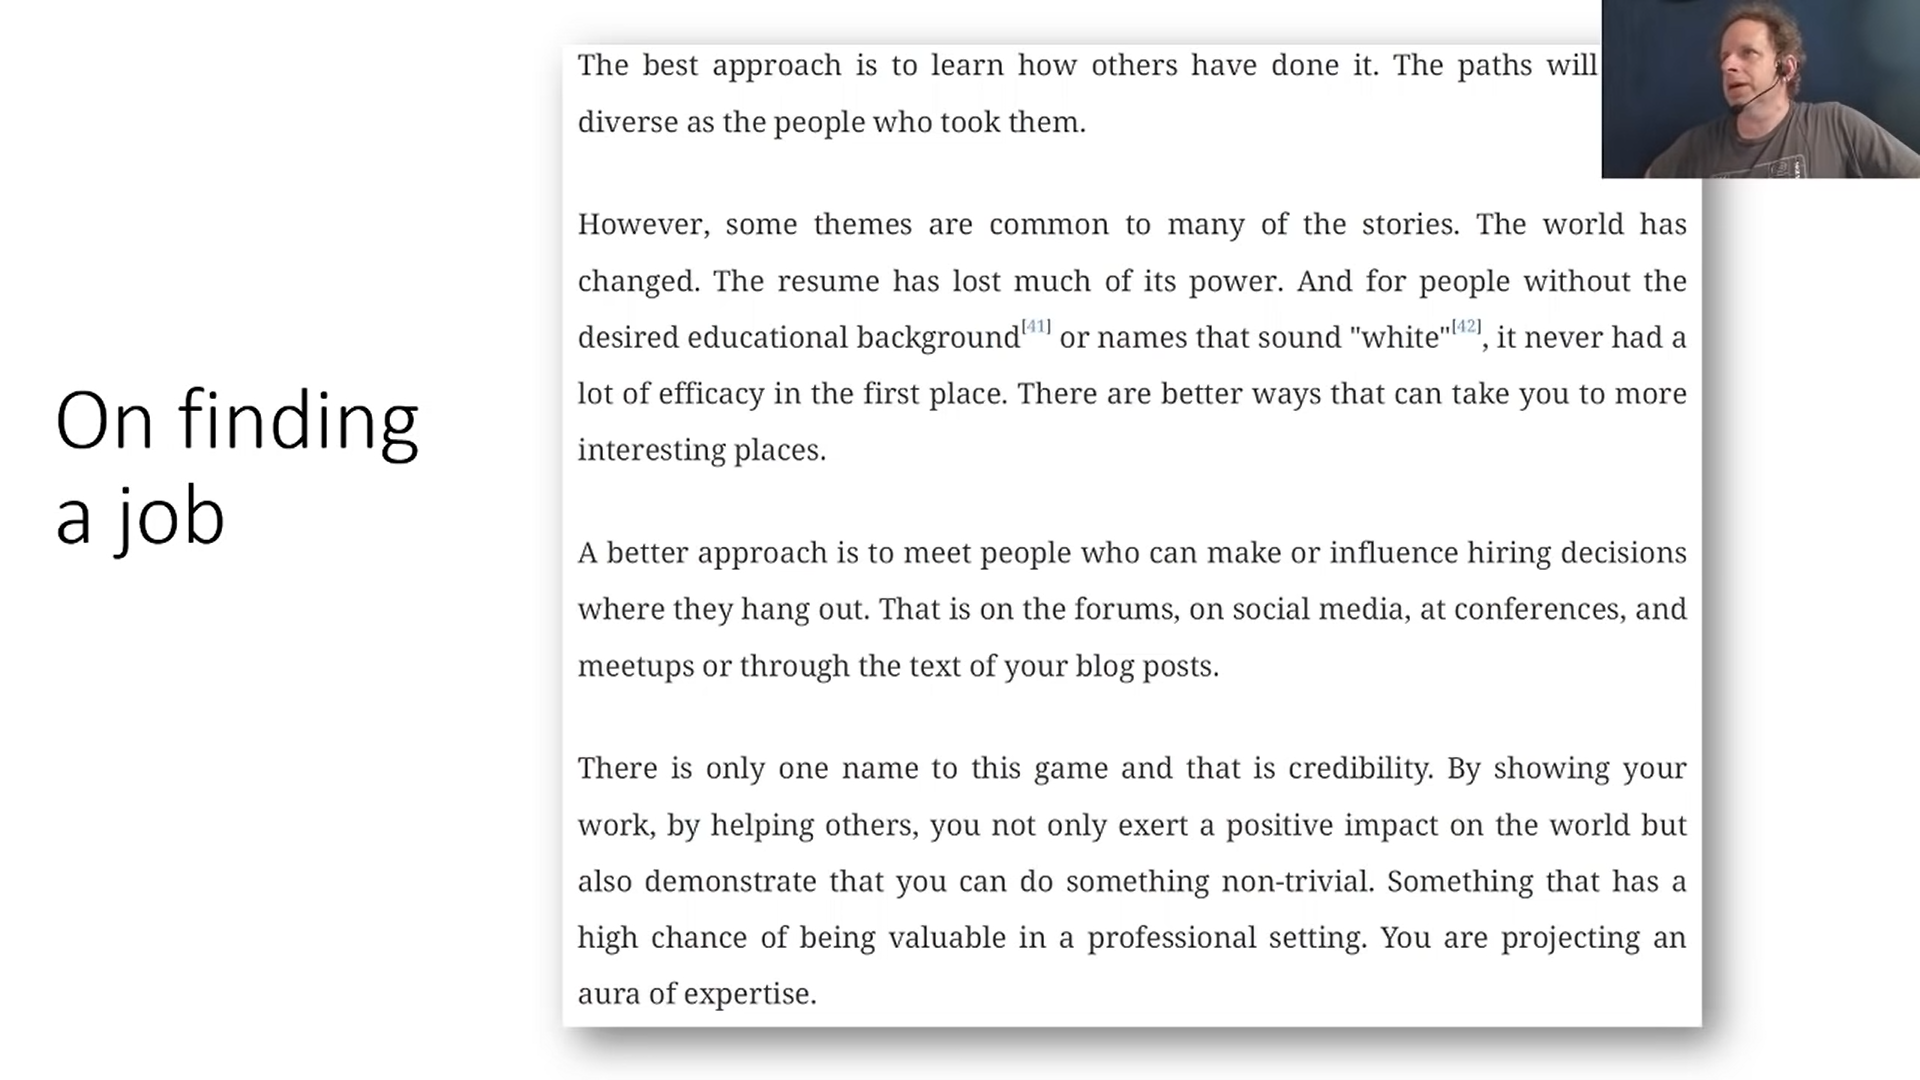 On finding
a job
The best approach is to learn how others have done it. The paths will
diverse as the people who took them.
However, some themes are common to many of the stories. The world has
changed. The resume has lost much of its power. And for people without the
desired educational background[41] or names that sound "white"[42], it never had a
lot of efficacy in the first place. There are better ways that can take you to more
interesting places.
A better approach is to meet people who can make or influence hiring decisions
where they hang out. That is on the forums, on social media, at conferences, and
meetups or through the text of your blog posts.
There is only one name to this game and that is credibility. By showing your
work, by helping others, you not only exert a positive impact on the world but
also demonstrate that you can do something non-trivial. Something that has a
high chance of being valuable in a professional setting. You are projecting an
aura of expertise.